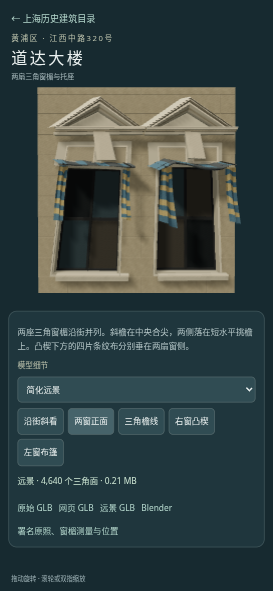 ← 上海历史建筑目录
黄浦区 · 江西中路320号
道达大楼
两扇三角窗楣与托座
两座三角窗楣沿街并列。斜檐在中央合尖，两侧落在短水平挑檐
上。凸楔下方的四片条纹布分别垂在两扇窗侧。
模型细节
简化远景
沿街斜看
两窗正面
三角檐线
右窗凸楔
左窗布篷
远景 · 4,640 个三角面 · 0.21 MB
原始 GLB 网页 GLB 远景 GLB Blender
署名原照、窗楣测量与位置
拖动旋转 · 滚轮或双指缩放